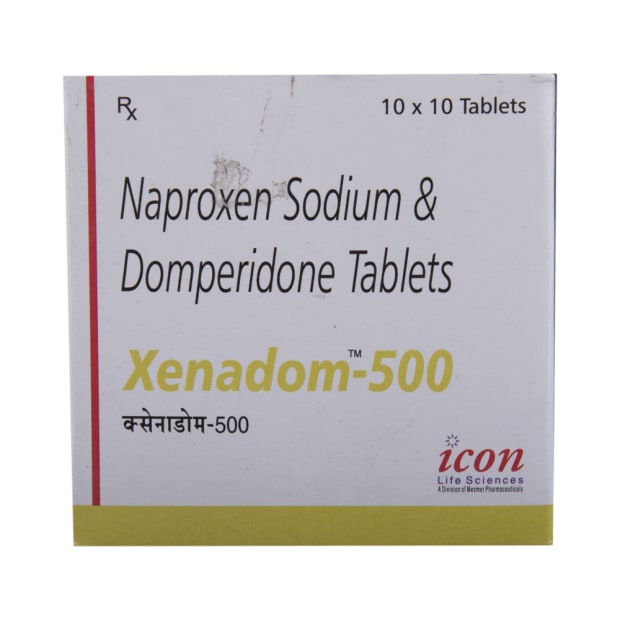 Rx
10 x 10 Tablets
Naproxen Sodium &
Domperidone Tablets
Xenadom™-500
क्सेनाडोम-500
icon
Life Sciences
A Division of Mesmer Pharmaceuticals